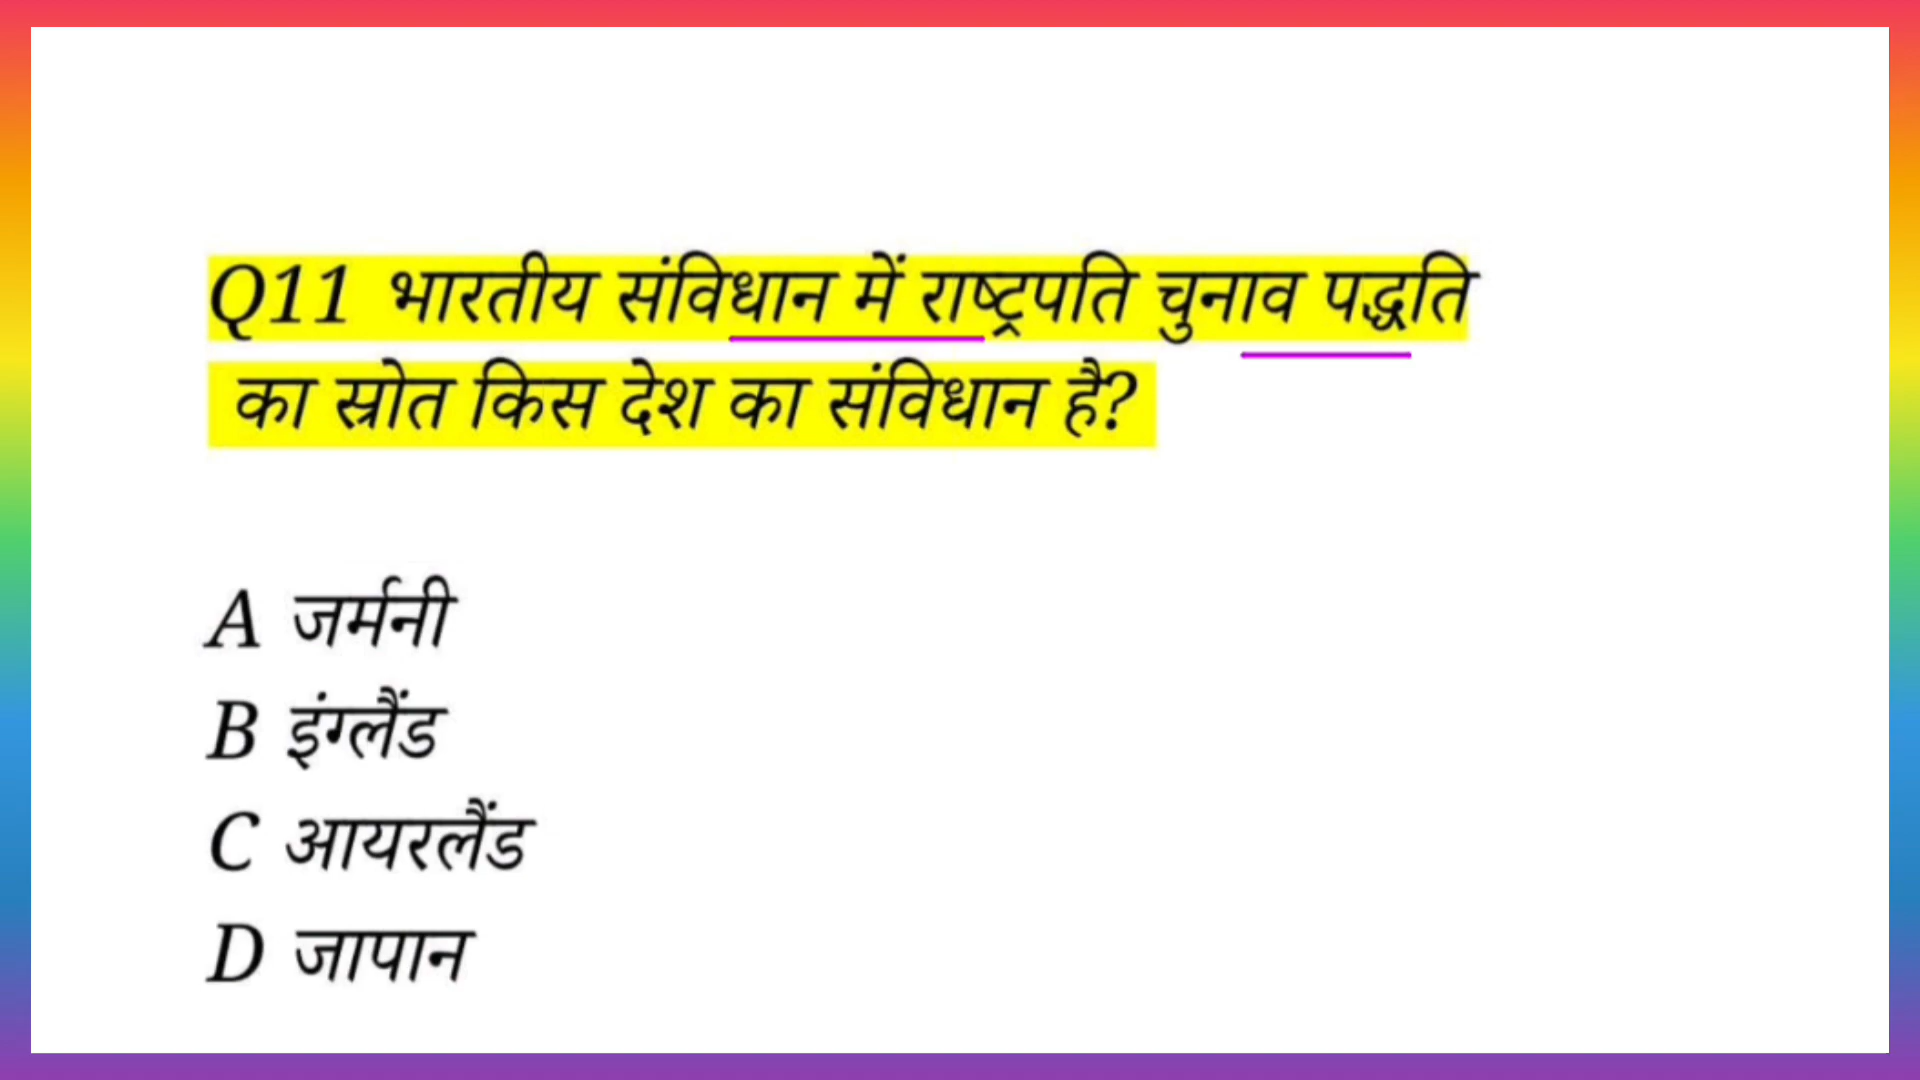 Q11 भारतीय संविधान में राष्ट्रपति चुनाव पद्धति
का स्रोत किस देश का संविधान है?
A जर्मनी
B इंग्लैंड
C आयरलैंड
D जापान